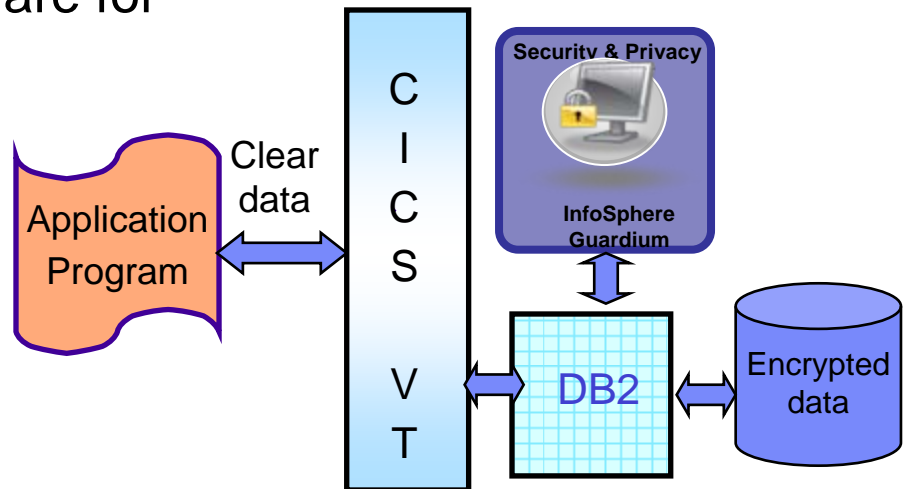 are for
Application
Program
Clear
data
C
I
C
S
V
T
Security & Privacy
InfoSphere
Guardium
DB2
Encrypted
data